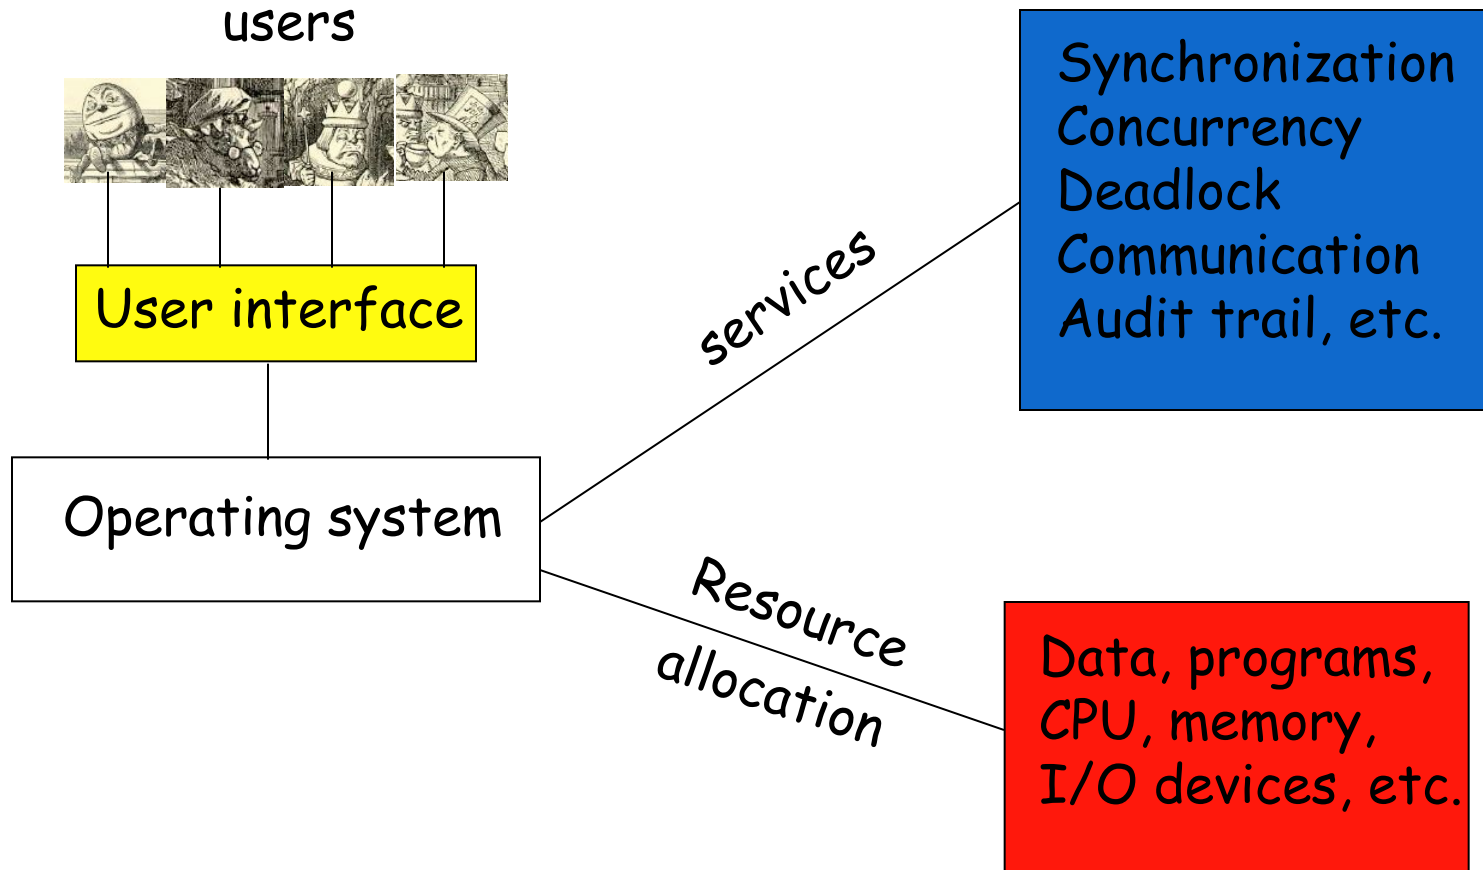 users
User interface
Operating system
services
Resource
allocation
Synchronization
Concurrency
Deadlock
Communication
Audit trail, etc.
Data, programs,
CPU, memory,
I/O devices, etc.